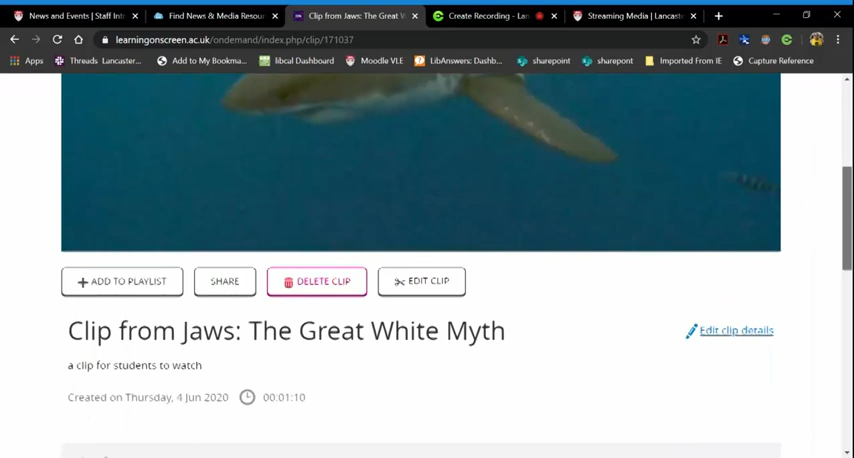 News and Events | Staff Intr
Find News & Media Resour
Clip from Jaws: The Great W
Create Recording - Lan
Streaming Media | Lancaste
learningonscreen.ac.uk/ondemand/index.php/clip/171037
Apps
Threads Lancaster...
Add to My Bookma...
libcal Dashboard
Moodle VLE
LibAnswers: Dashb...
sharepoint
sharepont
Imported From IE
Capture Reference
ADD TO PLAYLIST
SHARE
DELETE CLIP
EDIT CLIP
Clip from Jaws: The Great White Myth
Edit clip details
a clip for students to watch
Created on Thursday, 4 Jun 2020
00:01:10